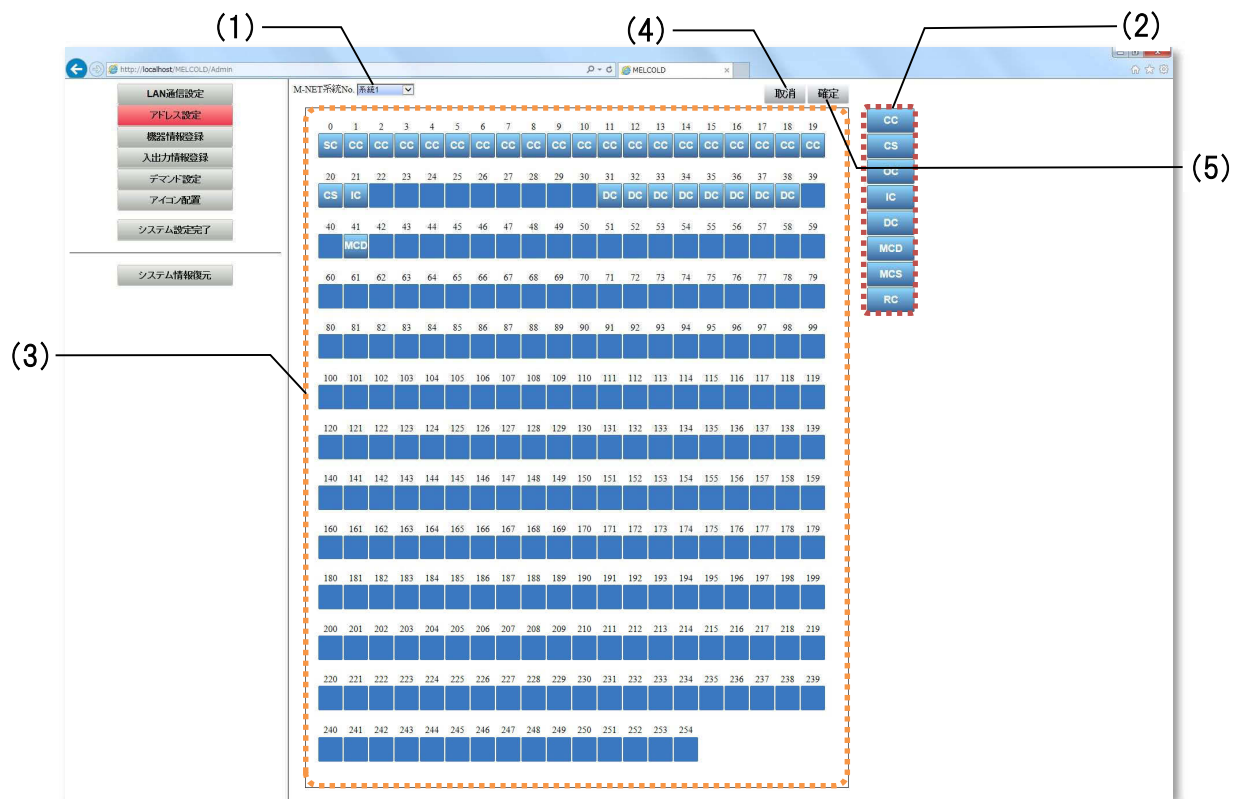 (1)
(4)
(2)
http://localhost/MELCOLD/Admin
MELCOLD
LAN通信設定
アドレス設定
機器情報登録
入出力情報登録
デマンド設定
アイコン配置
システム設定完了
システム情報復元
M-NET系統No. 系統1
取消 確定
0 1 2 3 4 5 6 7 8 9 10 11 12 13 14 15 16 17 18 19
SC CC CC CC CC CC CC CC CC CC CC CC CC CC CC CC CC CC CC CC
20 21 22 23 24 25 26 27 28 29 30 31 32 33 34 35 36 37 38 39
CS IC DC DC DC DC DC DC DC DC
40 41 42 43 44 45 46 47 48 49 50 51 52 53 54 55 56 57 58 59
MCD
60 61 62 63 64 65 66 67 68 69 70 71 72 73 74 75 76 77 78 79
80 81 82 83 84 85 86 87 88 89 90 91 92 93 94 95 96 97 98 99
100 101 102 103 104 105 106 107 108 109 110 111 112 113 114 115 116 117 118 119
120 121 122 123 124 125 126 127 128 129 130 131 132 133 134 135 136 137 138 139
140 141 142 143 144 145 146 147 148 149 150 151 152 153 154 155 156 157 158 159
160 161 162 163 164 165 166 167 168 169 170 171 172 173 174 175 176 177 178 179
180 181 182 183 184 185 186 187 188 189 190 191 192 193 194 195 196 197 198 199
200 201 202 203 204 205 206 207 208 209 210 211 212 213 214 215 216 217 218 219
220 221 222 223 224 225 226 227 228 229 230 231 232 233 234 235 236 237 238 239
240 241 242 243 244 245 246 247 248 249 250 251 252 253 254
CC
CS
OC
IC
DC
MCD
MCS
RC
(5)
(3)